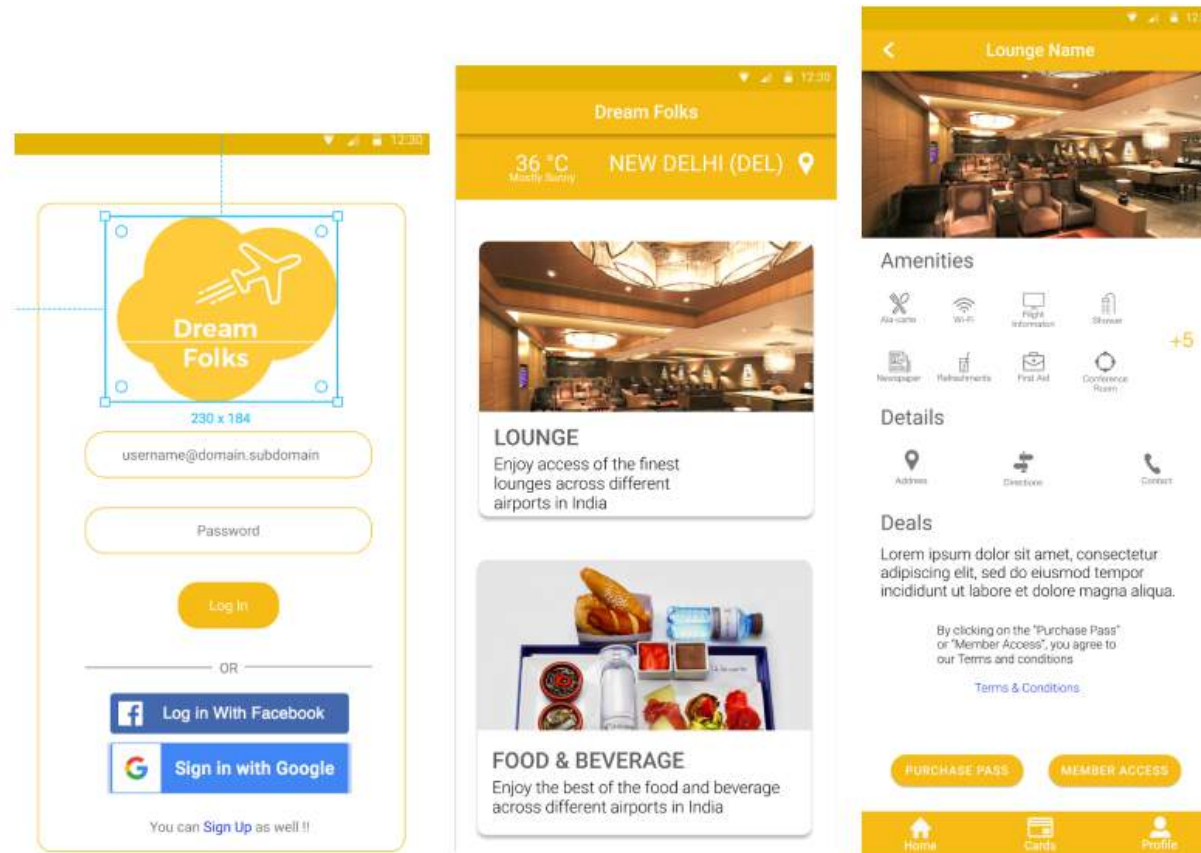 12:30
Dream
Folks
230 x 184
username@domain.subdomain
Password
Log In
OR
Log in With Facebook
Sign in with Google
You can Sign Up as well !!
12:30
Dream Folks
36 °C
Mostly Sunny
NEW DELHI (DEL)
LOUNGE
Enjoy access of the finest
lounges across different
airports in India
FOOD & BEVERAGE
Enjoy the best of the food and beverage
across different airports in India
12
Lounge Name
Amenities
Ala-carte
Wi-Fi
Flight
Information
Shower
+5
Newspaper
Refreshments
First Aid
Conference
Room
Details
Address
Directions
Contact
Deals
Lorem ipsum dolor sit amet, consectetur
adipiscing elit, sed do eiusmod tempor
incididunt ut labore et dolore magna aliqua.
By clicking on the "Purchase Pass"
or "Member Access", you agree to
our Terms and conditions
Terms & Conditions
PURCHASE PASS
MEMBER ACCESS
Home
Cards
Profile